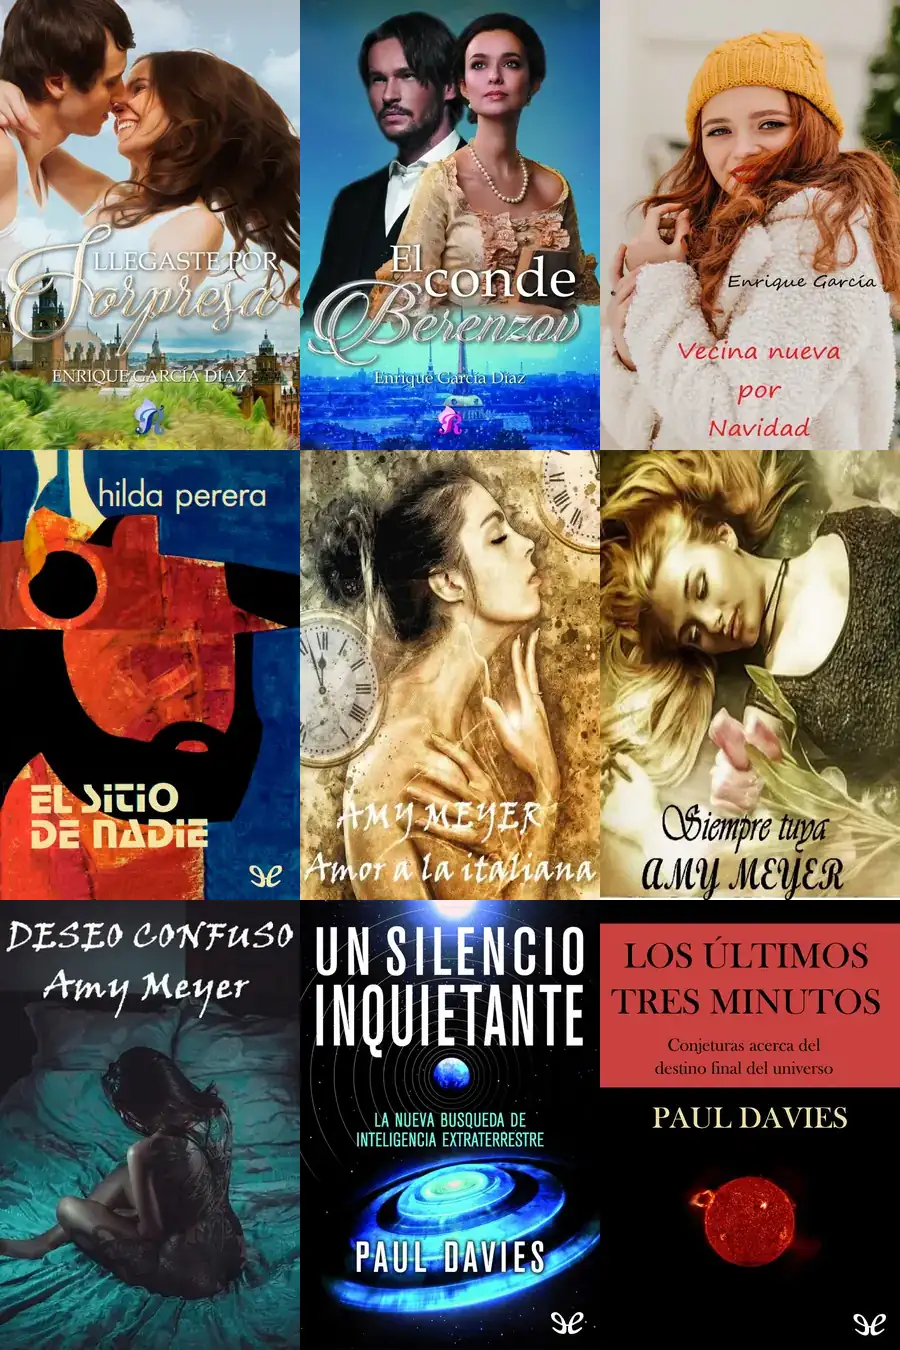 LLEGASTE POR
Sorpresa
ENRIQUE GARCÍA DÍAZ
El
conde
Berenzov
Enrique García Díaz
R
Enrique García
Vecina nueva
por
Navidad
hilda perera
EL SITIO
DE NADIE
AMY MEYER
Amor a la italiana
Siempre tuya
AMY MEYER
DESEO CONFUSO
Amy Meyer
UN SILENCIO
INQUIETANTE
LA NUEVA BUSQUEDA DE
INTELIGENCIA EXTRATERRESTRE
PAUL DAVIES
LOS ÚLTIMOS
TRES MINUTOS
Conjeturas acerca del
destino final del universo
PAUL DAVIES